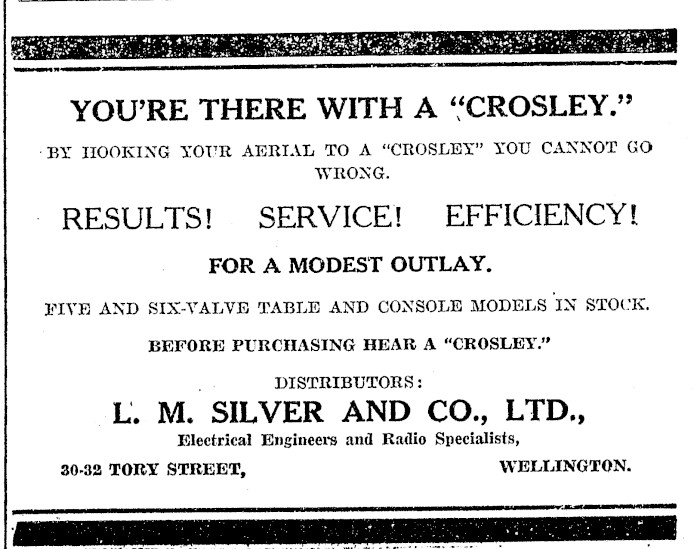 YOU'RE THERE WITH A "CROSLEY."
BY HOOKING YOUR AERIAL TO A "CROSLEY" YOU CANNOT GO
WRONG.
RESULTS! SERVICE! EFFICIENCY!
FOR A MODEST OUTLAY.
FIVE AND SIX-VALVE TABLE AND CONSOLE MODELS IN STOCK.
BEFORE PURCHASING HEAR A "CROSLEY."
DISTRIBUTORS:
L. M. SILVER AND CO., LTD.,
Electrical Engineers and Radio Specialists,
30-32 TORY STREET, WELLINGTON.